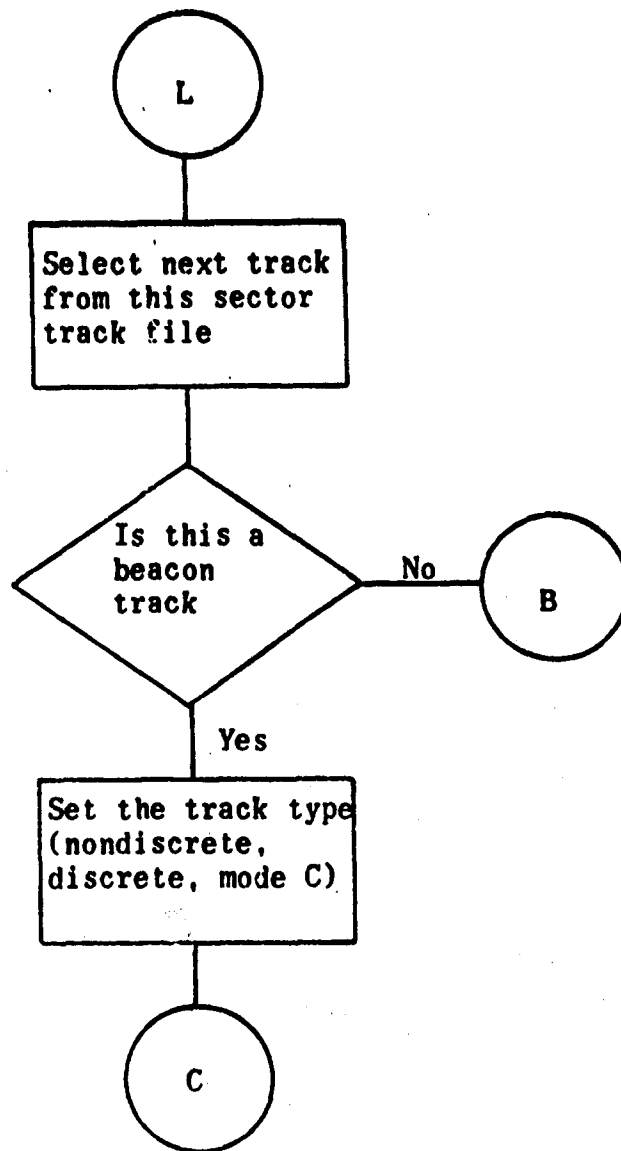 L
Select next track
from this sector
track file
Is this a
beacon
track
No
B
Yes
Set the track type
(nondiscrete,
discrete, mode C)
C